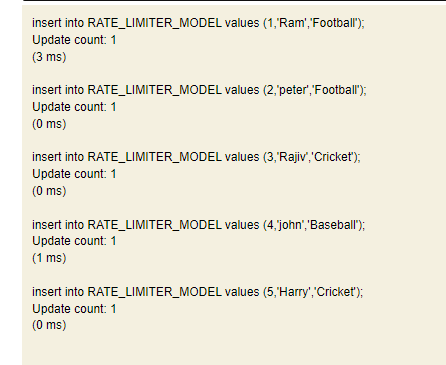 insert into RATE_LIMITER_MODEL values (1,'Ram','Football');
Update count: 1
(3 ms)
insert into RATE_LIMITER_MODEL values (2,'peter','Football');
Update count: 1
(0 ms)
insert into RATE_LIMITER_MODEL values (3,'Rajiv','Cricket');
Update count: 1
(0 ms)
insert into RATE_LIMITER_MODEL values (4,'john','Baseball');
Update count: 1
(1 ms)
insert into RATE_LIMITER_MODEL values (5,'Harry','Cricket');
Update count: 1
(0 ms)